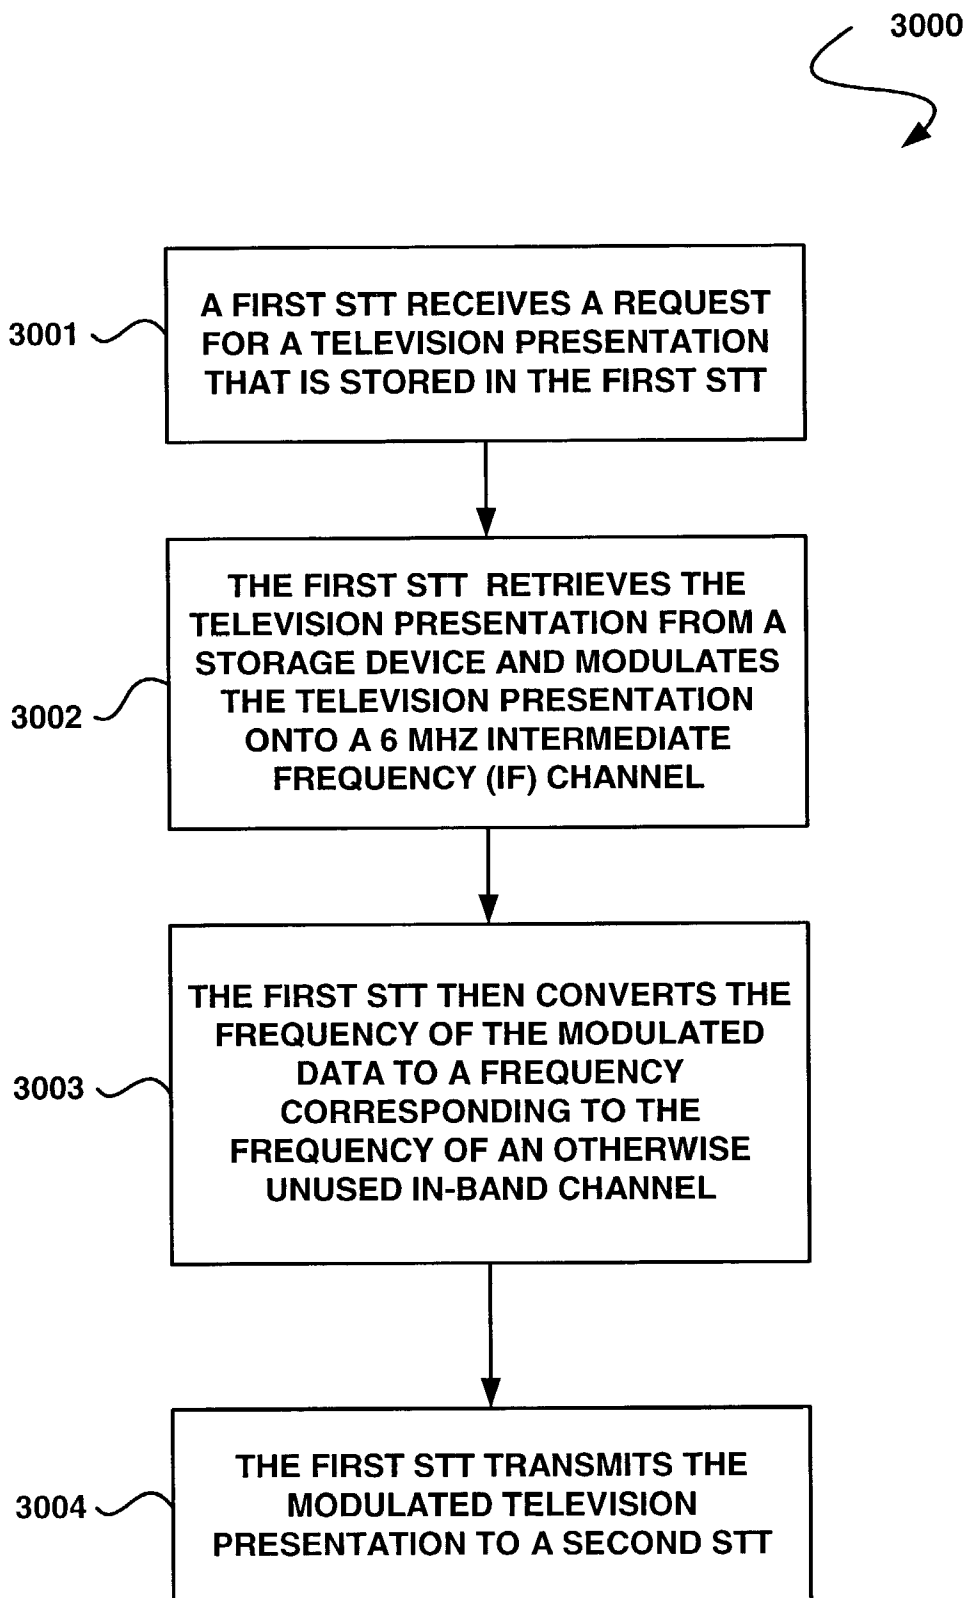 3000
3001
A FIRST STT RECEIVES A REQUEST
FOR A TELEVISION PRESENTATION
THAT IS STORED IN THE FIRST STT
3002
THE FIRST STT RETRIEVES THE
TELEVISION PRESENTATION FROM A
STORAGE DEVICE AND MODULATES
THE TELEVISION PRESENTATION
ONTO A 6 MHZ INTERMEDIATE
FREQUENCY (IF) CHANNEL
3003
THE FIRST STT THEN CONVERTS THE
FREQUENCY OF THE MODULATED
DATA TO A FREQUENCY
CORRESPONDING TO THE
FREQUENCY OF AN OTHERWISE
UNUSED IN-BAND CHANNEL
3004
THE FIRST STT TRANSMITS THE
MODULATED TELEVISION
PRESENTATION TO A SECOND STT